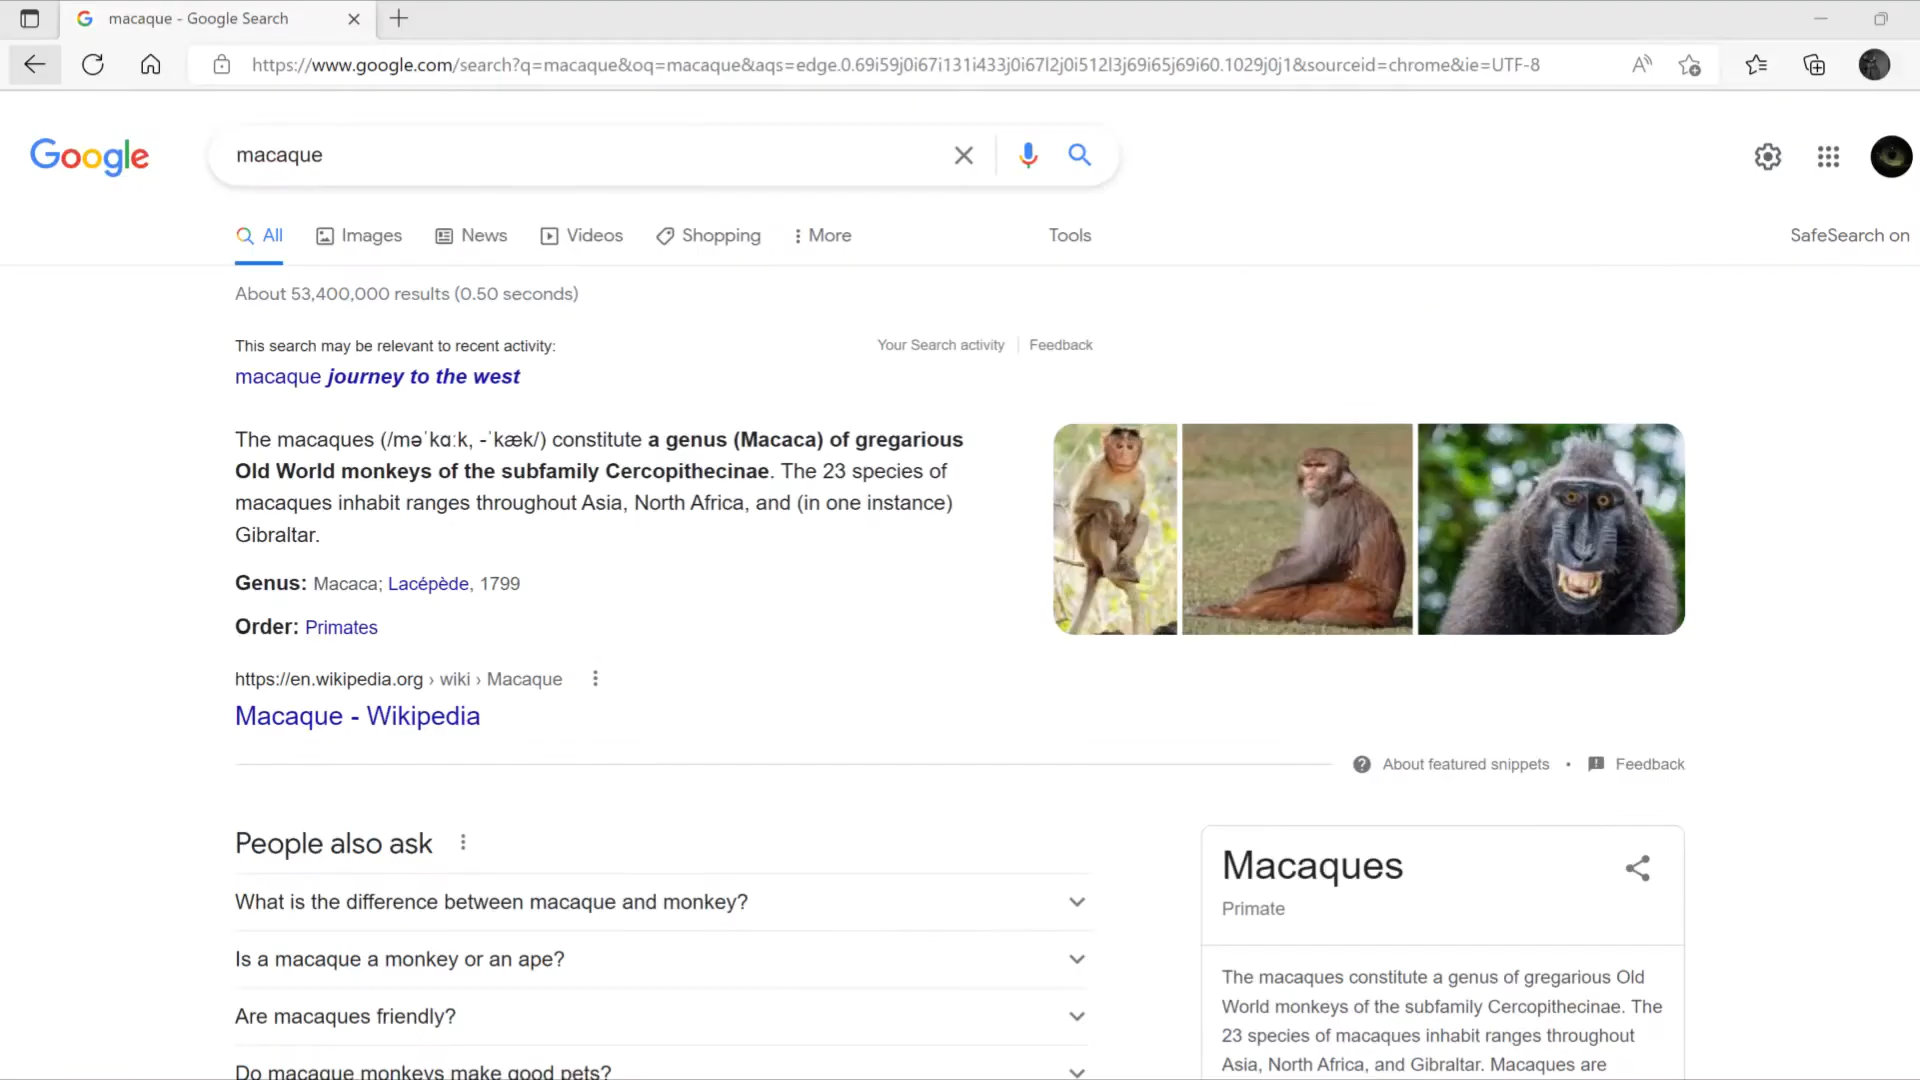 macaque - Google Search
https://www.google.com/search?q=macaque&oq=macaque&aqs=edge.0.69i59j0i67i131i433j0i67l2j0i512l3j69i65j69i60.1029j0j1&sourceid=chrome&ie=UTF-8
Google
macaque
All Images News Videos Shopping More Tools SafeSearch on
About 53,400,000 results (0.50 seconds)
This search may be relevant to recent activity: Your Search activity Feedback
macaque journey to the west
The macaques (/məˈkɑːk, -ˈkæk/) constitute a genus (Macaca) of gregarious
Old World monkeys of the subfamily Cercopithecinae. The 23 species of
macaques inhabit ranges throughout Asia, North Africa, and (in one instance)
Gibraltar.
Genus: Macaca; Lacépède, 1799
Order: Primates
https://en.wikipedia.org › wiki › Macaque
Macaque - Wikipedia
About featured snippets • Feedback
People also ask
What is the difference between macaque and monkey?
Is a macaque a monkey or an ape?
Are macaques friendly?
Do macaque monkeys make good pets?
Macaques
Primate
The macaques constitute a genus of gregarious Old
World monkeys of the subfamily Cercopithecinae. The
23 species of macaques inhabit ranges throughout
Asia, North Africa, and Gibraltar. Macaques are